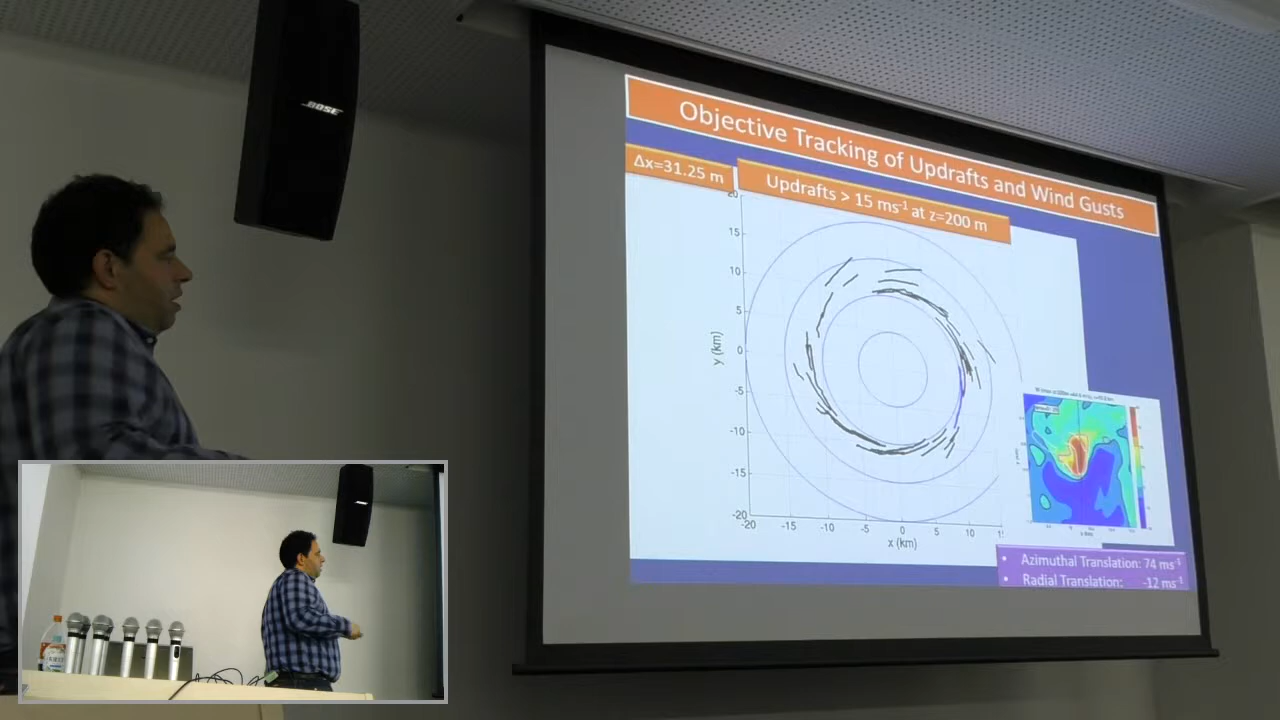 BOSE
Objective Tracking of Updrafts and Wind Gusts
Δx=31.25 m
Updrafts > 15 ms⁻¹ at z=200 m
20
15
10
5
0
-5
-10
-15
-20
y (km)
-20 -15 -10 -5 0 5 10
x (km)
• Azimuthal Translation: 74 ms⁻¹
• Radial Translation: -12 ms⁻¹